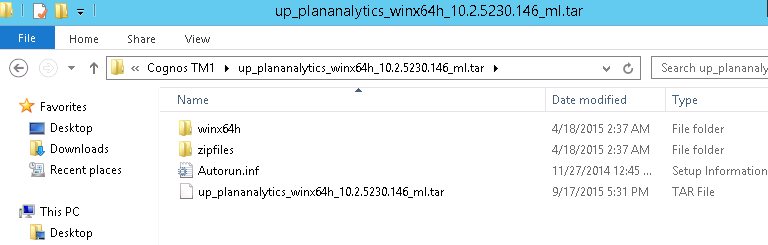 up_plananalytics_winx64h_10.2.5230.146_ml.tar
File Home Share View
Cognos TM1 up_plananalytics_winx64h_10.2.5230.146_ml.tar Search up_plananaly
Name Date modified Type
Favorites
Desktop winx64h 4/18/2015 2:37 AM File folder
Downloads zipfiles 4/18/2015 2:37 AM File folder
Recent places Autorun.inf 11/27/2014 12:45 ... Setup Information
up_plananalytics_winx64h_10.2.5230.146_ml.tar 9/17/2015 5:31 PM TAR File
This PC
Desktop